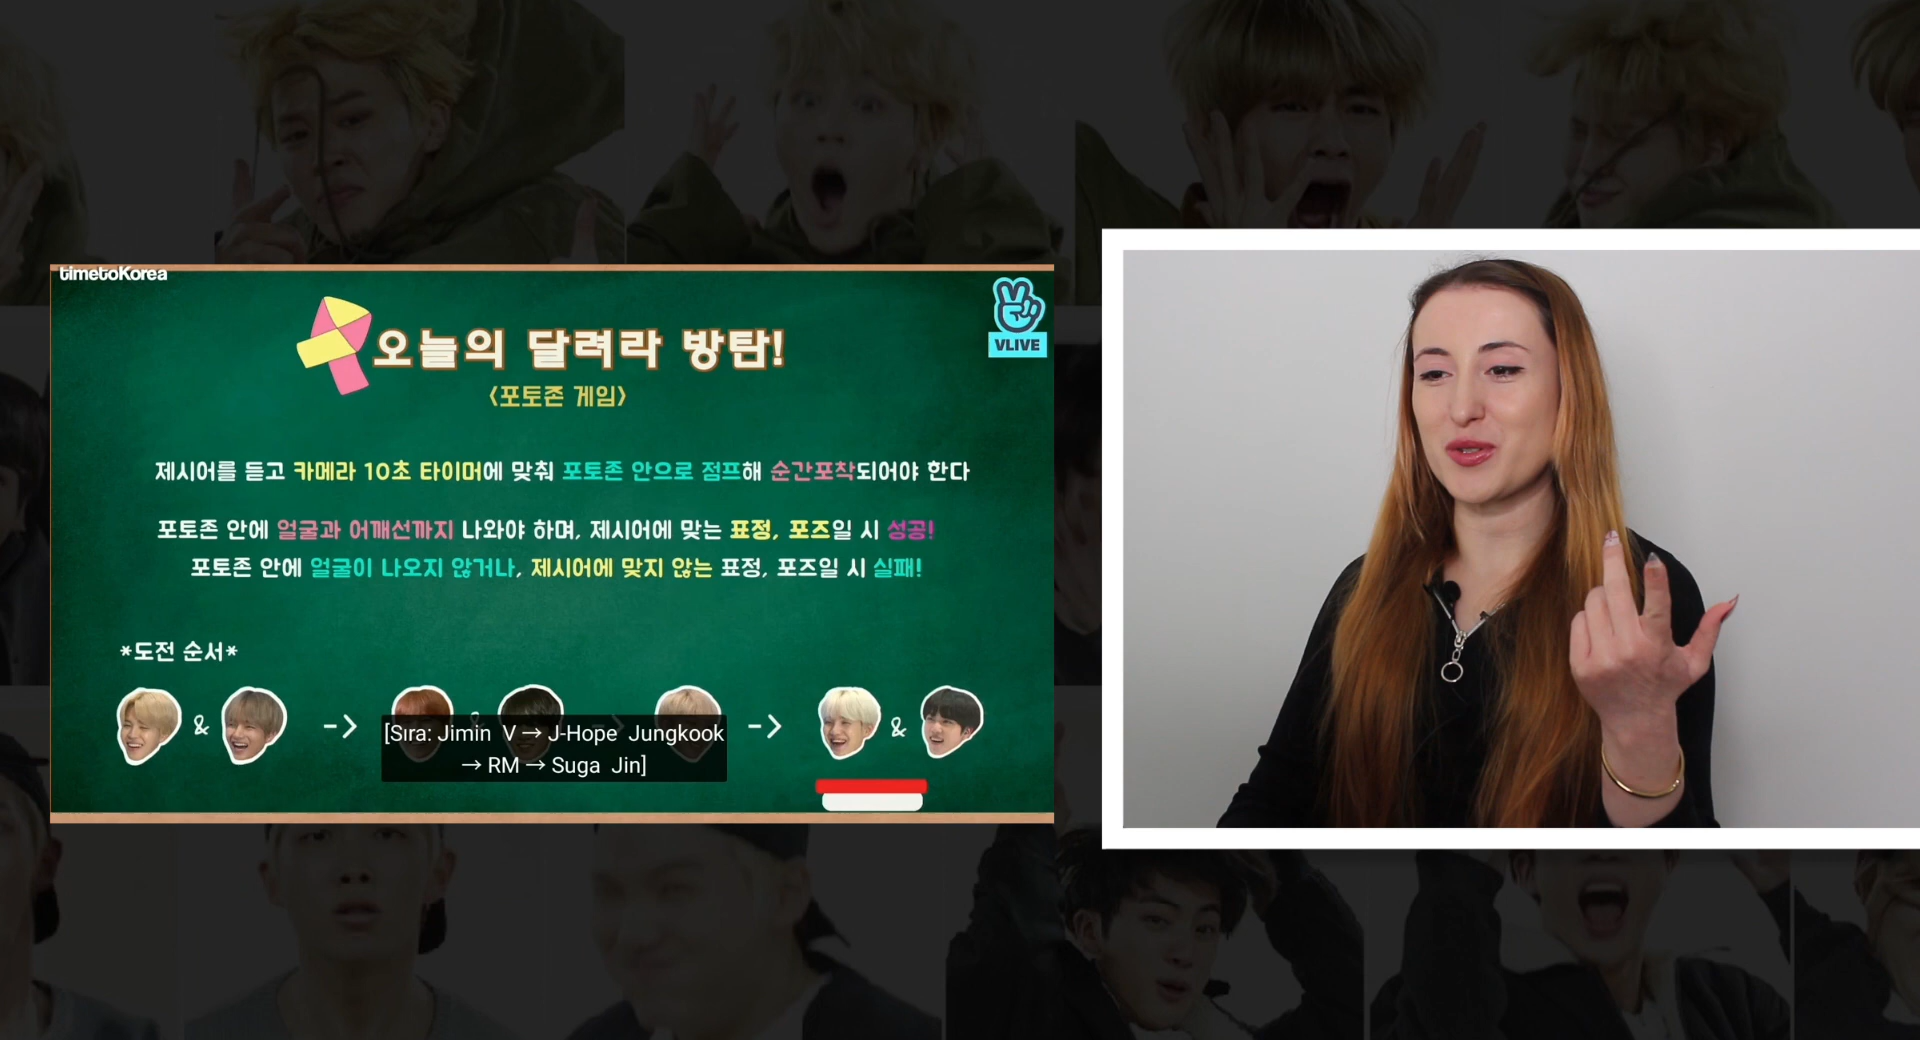 timetoKorea
VLIVE
오늘의 달려라 방탄!
<포토존 게임>
제시어를 듣고 카메라 10초 타이머에 맞춰 포토존 안으로 점프해 순간포착되어야 한다
포토존 안에 얼굴과 어깨선까지 나와야 하며, 제시어에 맞는 표정, 포즈일 시 성공!
포토존 안에 얼굴이 나오지 않거나, 제시어에 맞지 않는 표정, 포즈일 시 실패!
*도전 순서*
& -> & -> -> &
[Sıra: Jimin V → J-Hope Jungkook
→ RM → Suga Jin]